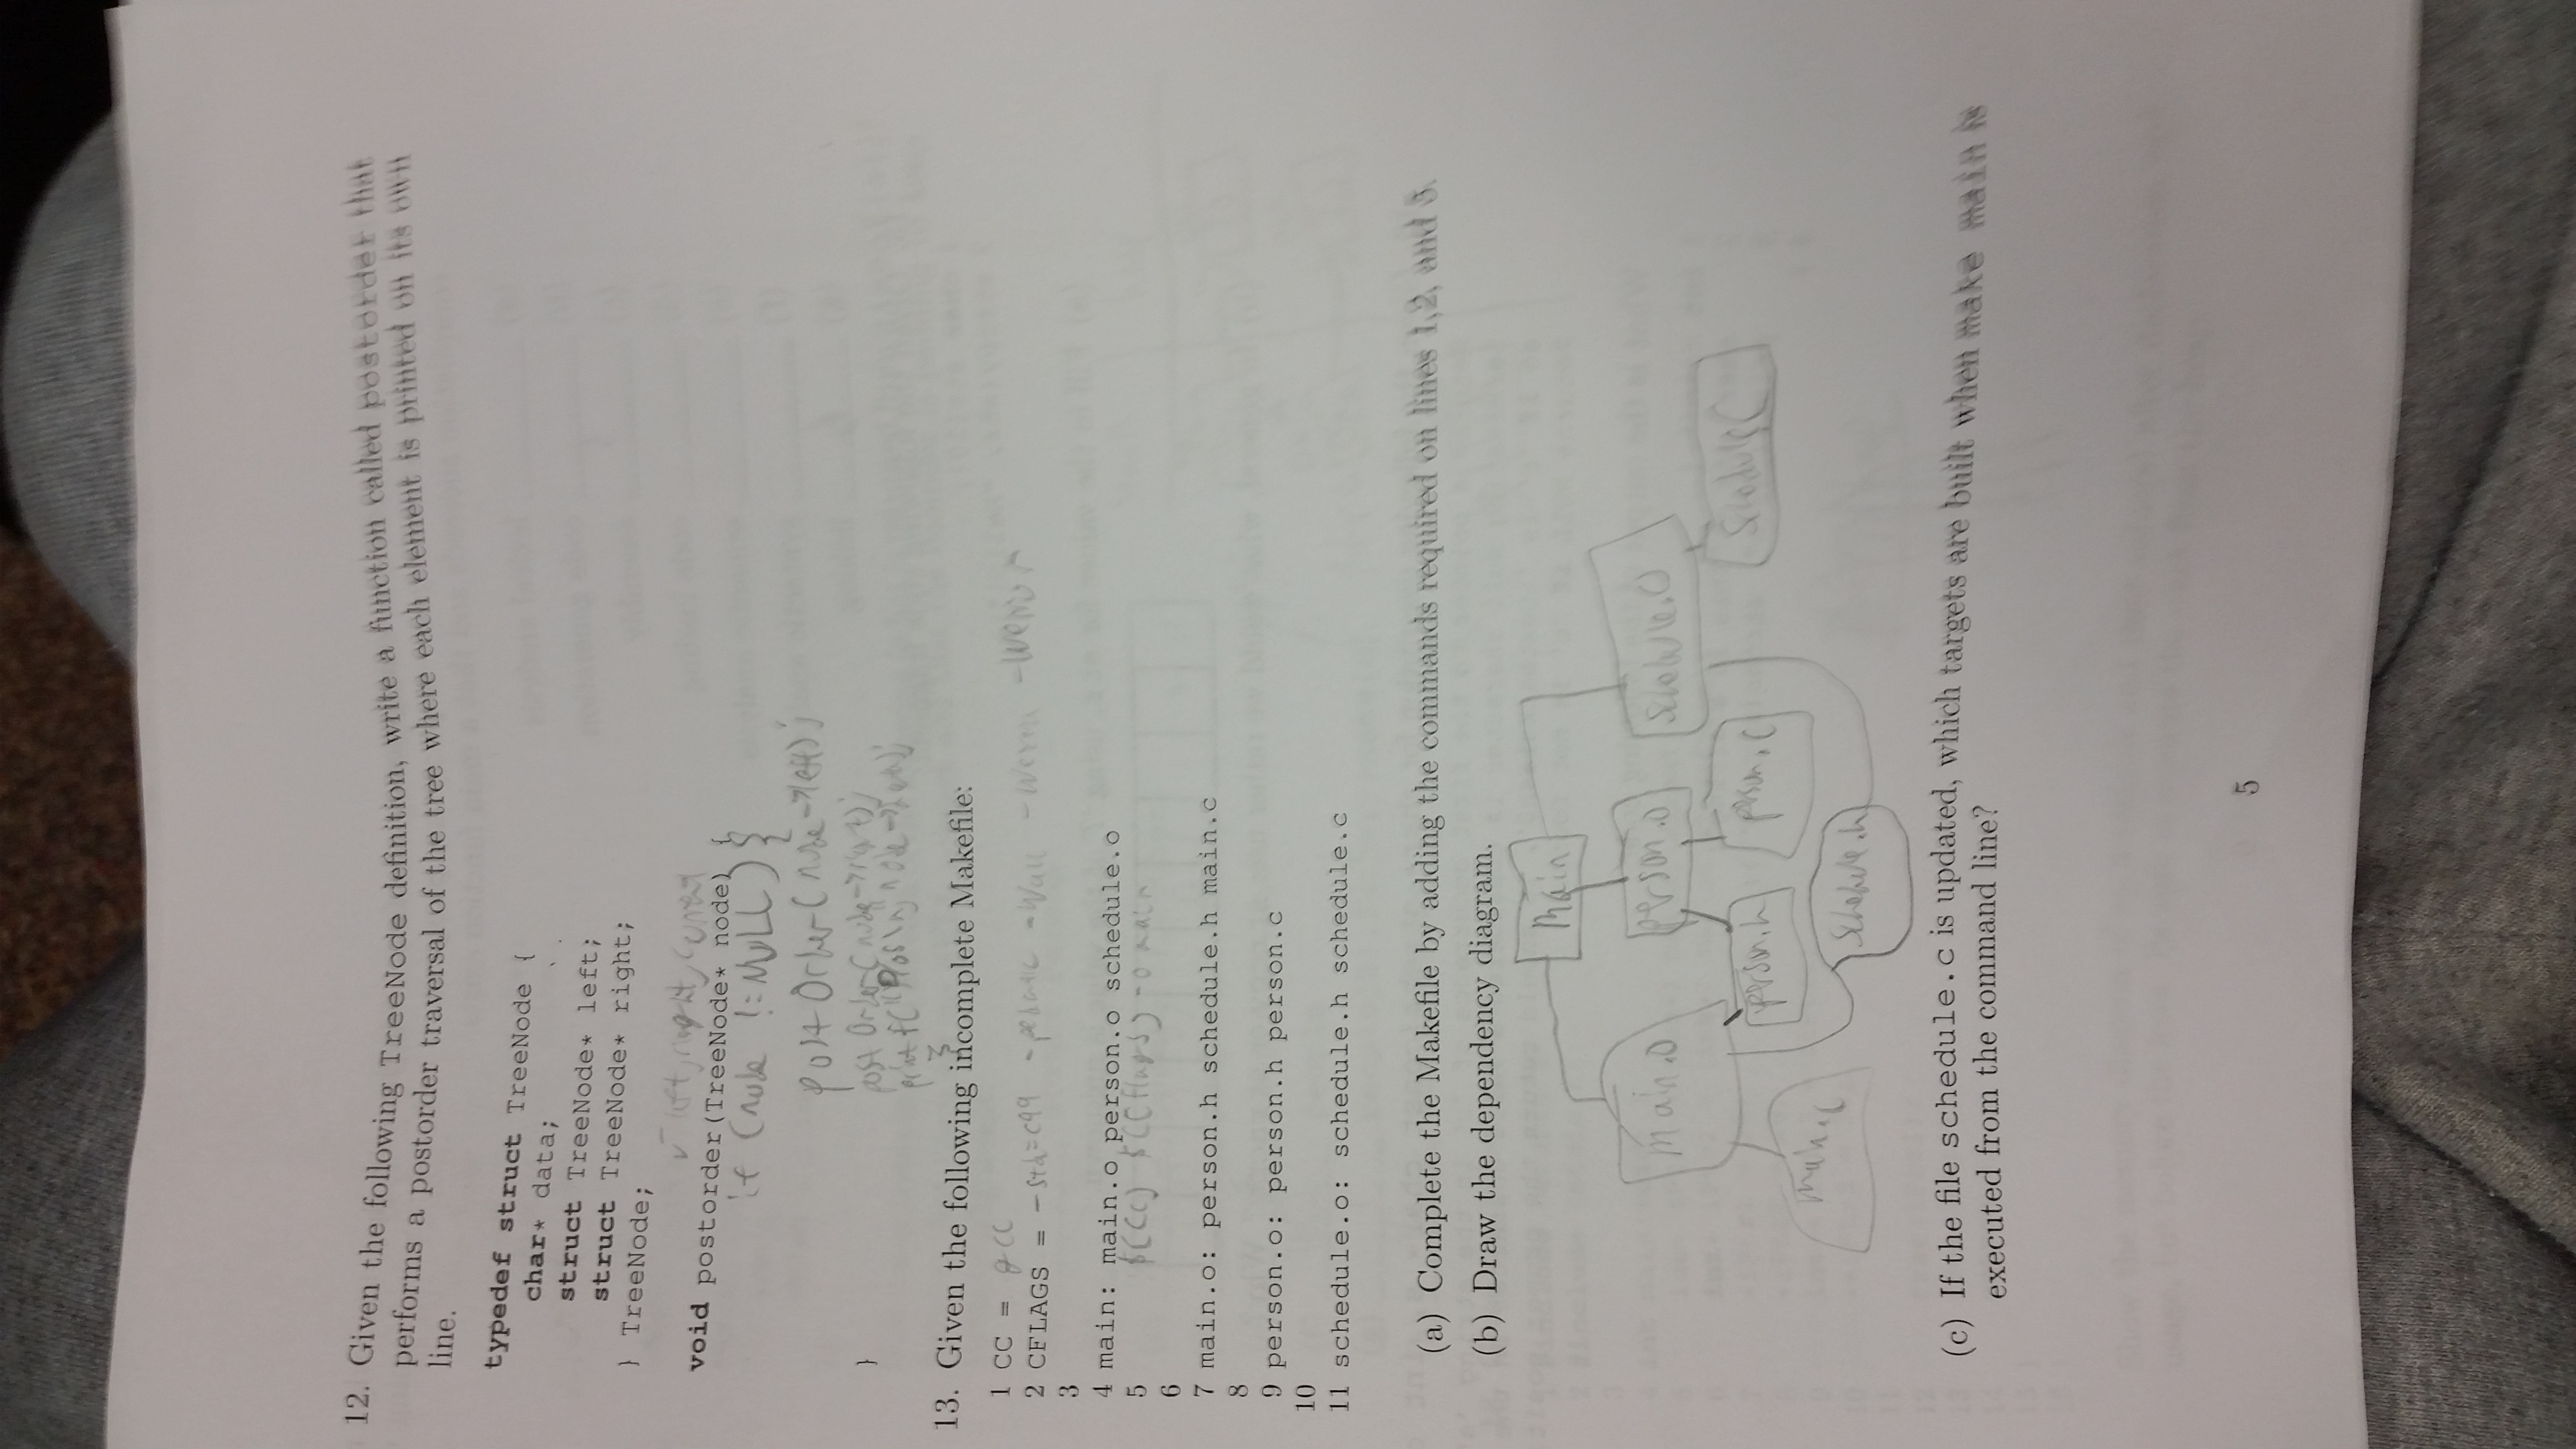 12. Given the following TreeNode definition, write a function called postorder that
performs a postorder traversal of the tree where each element is printed on its own
line.
typedef struct TreeNode {
char* data;
struct TreeNode* left;
struct TreeNode* right;
} TreeNode;
left, right, current
void postorder(TreeNode* node) {
if (node != NULL) {
postOrder(node->left);
postOrder(node->right);
printf( node->data);
}
}
13. Given the following incomplete Makefile:
1 CC = gcc
2 CFLAGS = -std=c99 -pedantic -Wall -Werror
3
4 main: main.o person.o schedule.o
5 $(CC) $(Cflags) -o main
6
7 main.o: person.h schedule.h main.c
8
9 person.o: person.h person.c
10
11 schedule.o: schedule.h schedule.c
(a) Complete the Makefile by adding the commands required on lines 1,2, and 5.
(b) Draw the dependency diagram.
Main
main.o person.o schedule.o
person.h person.c schedule.c
main.c
schedule.h
(c) If the file schedule.c is updated, which targets are built when make main is
executed from the command line?
5